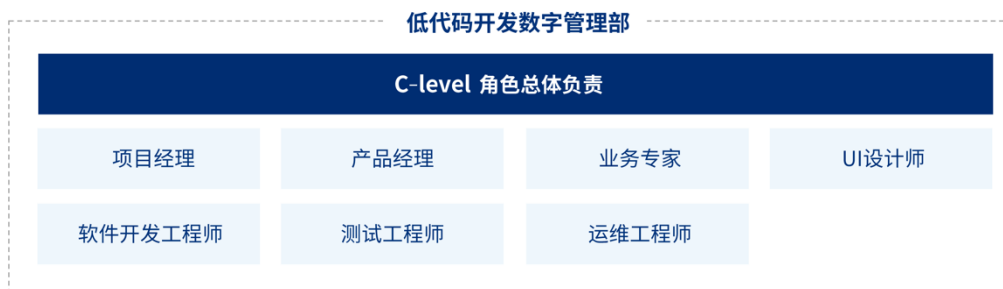 低代码开发数字管理部
C-level 角色总体负责
项目经理
产品经理
业务专家
UI设计师
软件开发工程师
测试工程师
运维工程师